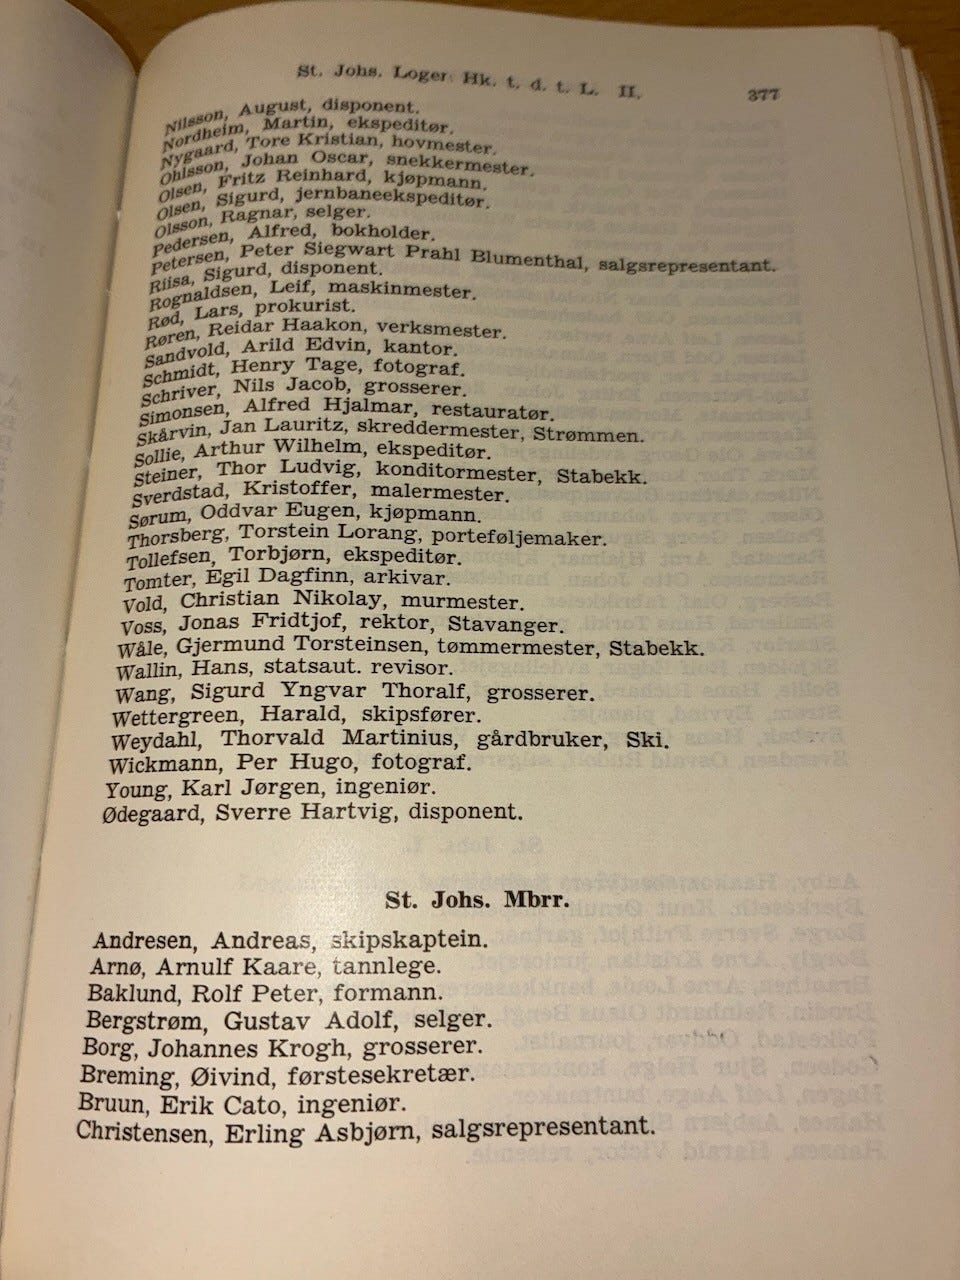 St. Johs. Loger: Hk. t. d. t. L. II. 377
Nilsson, August, disponent.
Nordheim, Martin, ekspeditør.
Nygaard, Tore Kristian, hovmester.
Ohlsson, Johan Oscar, snekkermester.
Olsen, Fritz Reinhard, kjøpmann.
Olsen, Sigurd, jernbaneekspeditør.
Olsson, Ragnar, selger.
Pedersen, Alfred, bokholder.
Petersen, Peter Siegwart Prahl Blumenthal, salgsrepresentant.
Riisa, Sigurd, disponent.
Rognaldsen, Leif, maskinmester.
Rød, Lars, prokurist.
Røren, Reidar Haakon, verksmester.
Sandvold, Arild Edvin, kantor.
Schmidt, Henry Tage, fotograf.
Schriver, Nils Jacob, grosserer.
Simonsen, Alfred Hjalmar, restauratør.
Skårvin, Jan Lauritz, skreddermester, Strømmen.
Sollie, Arthur Wilhelm, ekspeditør.
Steiner, Thor Ludvig, konditormester, Stabekk.
Sverdstad, Kristoffer, malermester.
Sørum, Oddvar Eugen, kjøpmann.
Thorsberg, Torstein Lorang, porteføljemaker.
Tollefsen, Torbjørn, ekspeditør.
Tomter, Egil Dagfinn, arkivar.
Vold, Christian Nikolay, murmester.
Voss, Jonas Fridtjof, rektor, Stavanger.
Wåle, Gjermund Torsteinsen, tømmermester, Stabekk.
Wallin, Hans, statsaut. revisor.
Wang, Sigurd Yngvar Thoralf, grosserer.
Wettergreen, Harald, skipsfører.
Weydahl, Thorvald Martinius, gårdbruker, Ski.
Wickmann, Per Hugo, fotograf.
Young, Karl Jørgen, ingeniør.
Ødegaard, Sverre Hartvig, disponent.
St. Johs. Mbrr.
Andresen, Andreas, skipskaptein.
Arnø, Arnulf Kaare, tannlege.
Baklund, Rolf Peter, formann.
Bergstrøm, Gustav Adolf, selger.
Borg, Johannes Krogh, grosserer.
Breming, Øivind, førstesekretær.
Bruun, Erik Cato, ingeniør.
Christensen, Erling Asbjørn, salgsrepresentant.